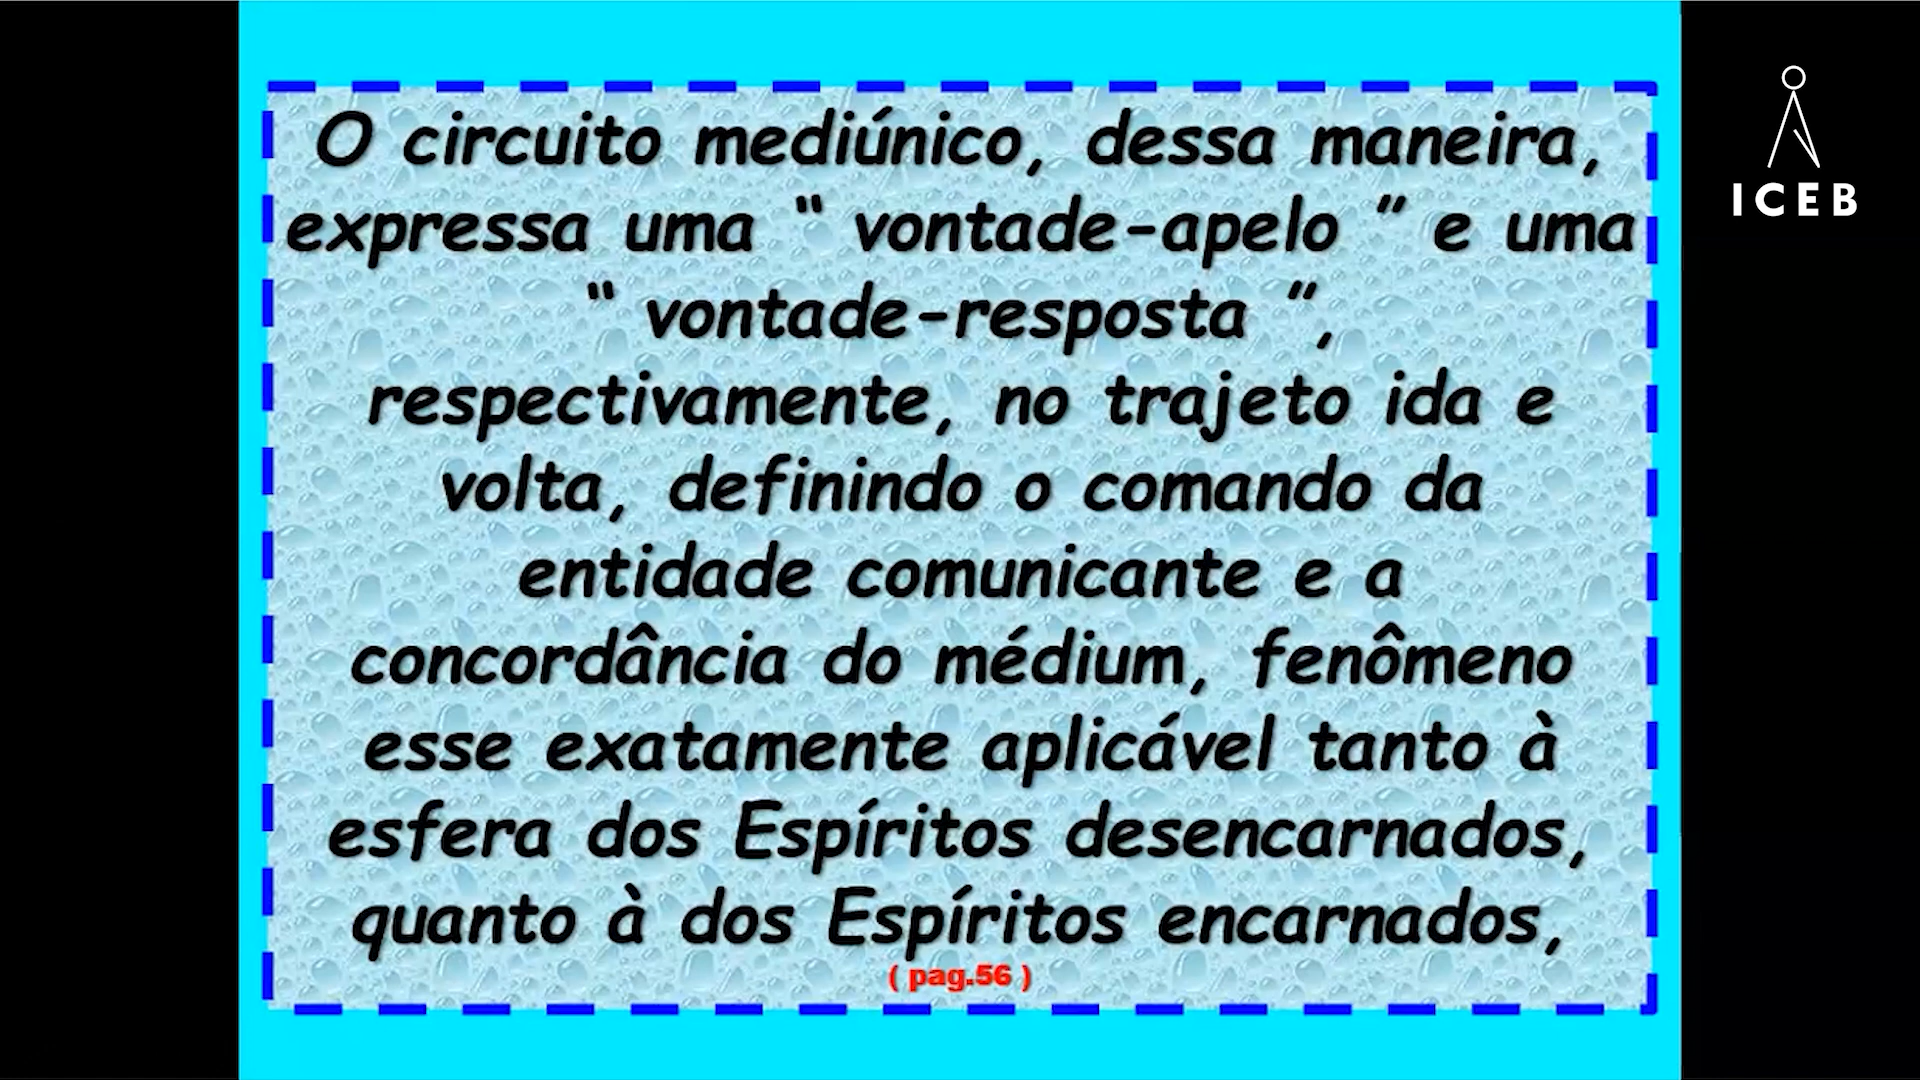 O circuito mediúnico, dessa maneira,
expressa uma “ vontade-apelo ” e uma
“ vontade-resposta ”,
respectivamente, no trajeto ida e
volta, definindo o comando da
entidade comunicante e a
concordância do médium, fenômeno
esse exatamente aplicável tanto à
esfera dos Espíritos desencarnados,
quanto à dos Espíritos encarnados,
( pag.56 )
ICEB